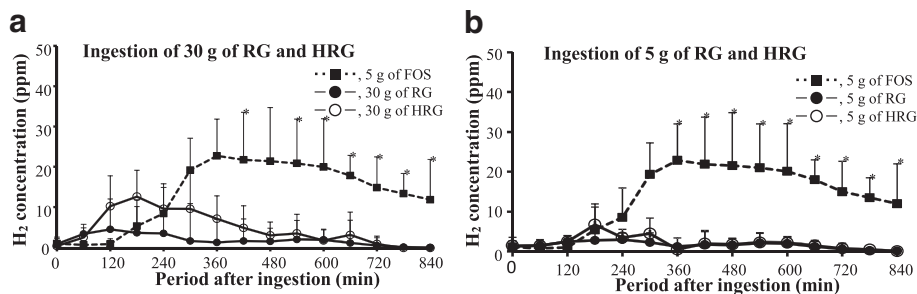 a
Ingestion of 30 g of RG and HRG
H2 concentration (ppm)
50
40
30
20
10
0
, 5 g of FOS
, 30 g of RG
, 30 g of HRG
* * * * * * *
0 120 240 360 480 600 720 840
Period after ingestion (min)
b
Ingestion of 5 g of RG and HRG
H2 concentration (ppm)
50
40
30
20
10
0
, 5 g of FOS
, 5 g of RG
, 5 g of HRG
* * * * * * * * *
0 120 240 360 480 600 720 840
Period after ingestion (min)